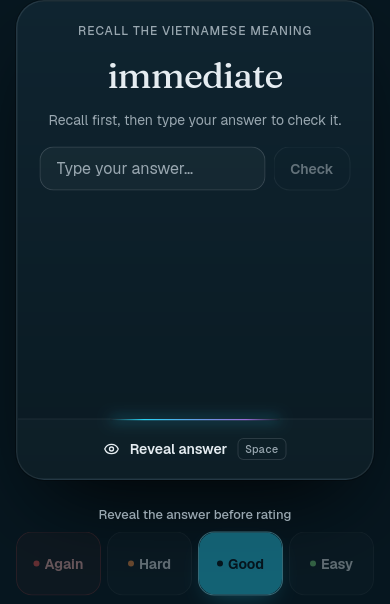 RECALL THE VIETNAMESE MEANING
immediate
Recall first, then type your answer to check it.
Type your answer... Check
Reveal answer Space
Reveal the answer before rating
Again Hard Good Easy